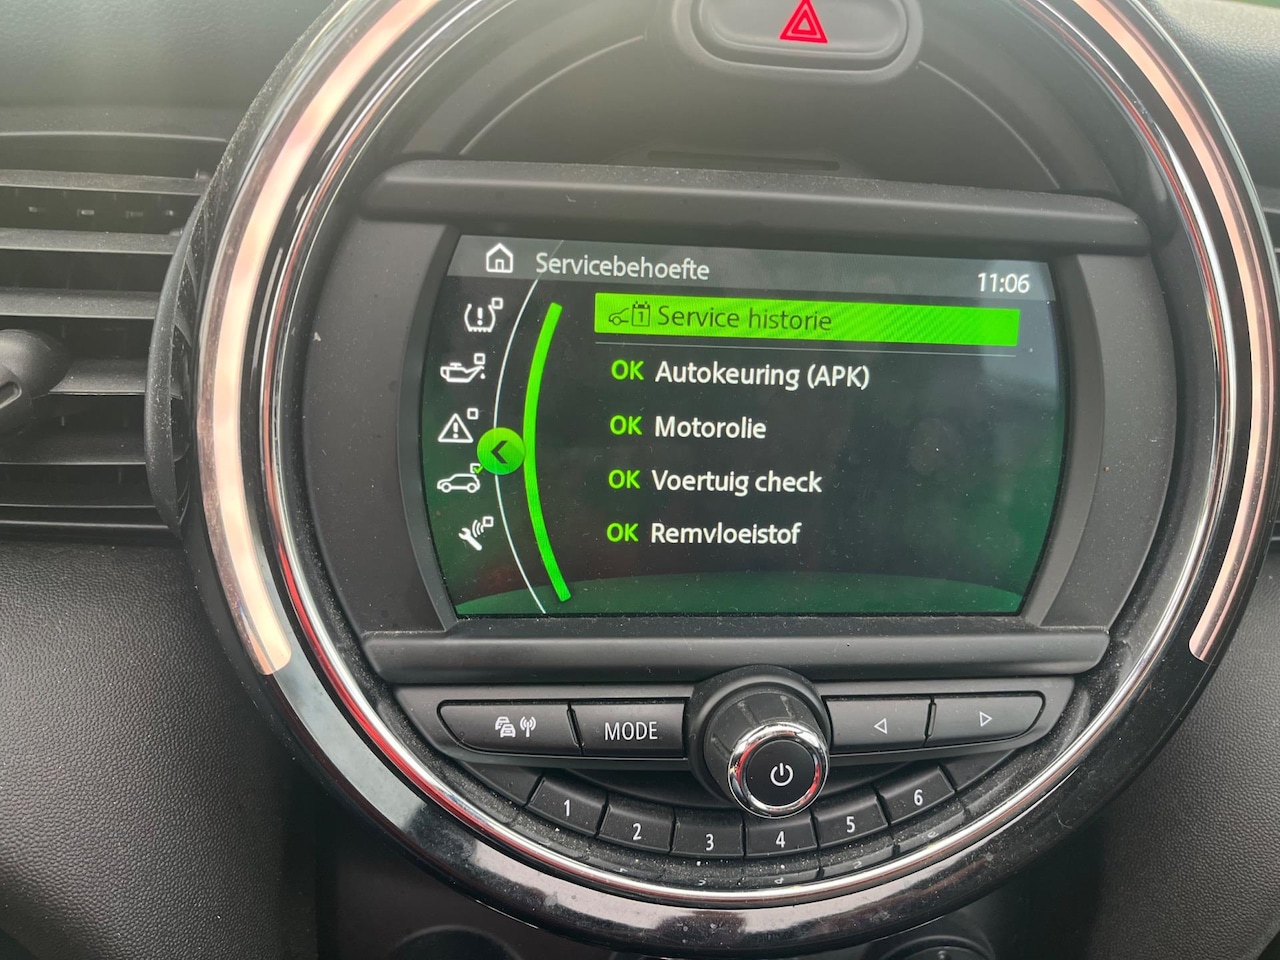 Servicebehoefte
11:06
1 Service historie
OK Autokeuring (APK)
OK Motorolie
OK Voertuig check
OK Remvloeistof
MODE
1 2 3 4 5 6